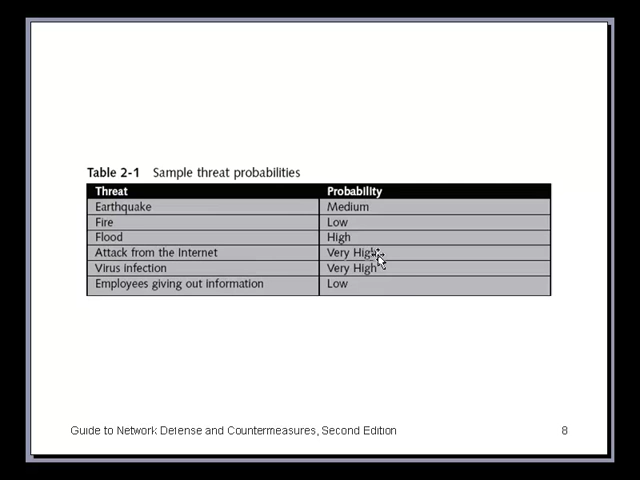 Table 2-1 Sample threat probabilities
Threat Probability
Earthquake Medium
Fire Low
Flood High
Attack from the Internet Very High
Virus infection Very High
Employees giving out information Low
Guide to Network Defense and Countermeasures, Second Edition 8